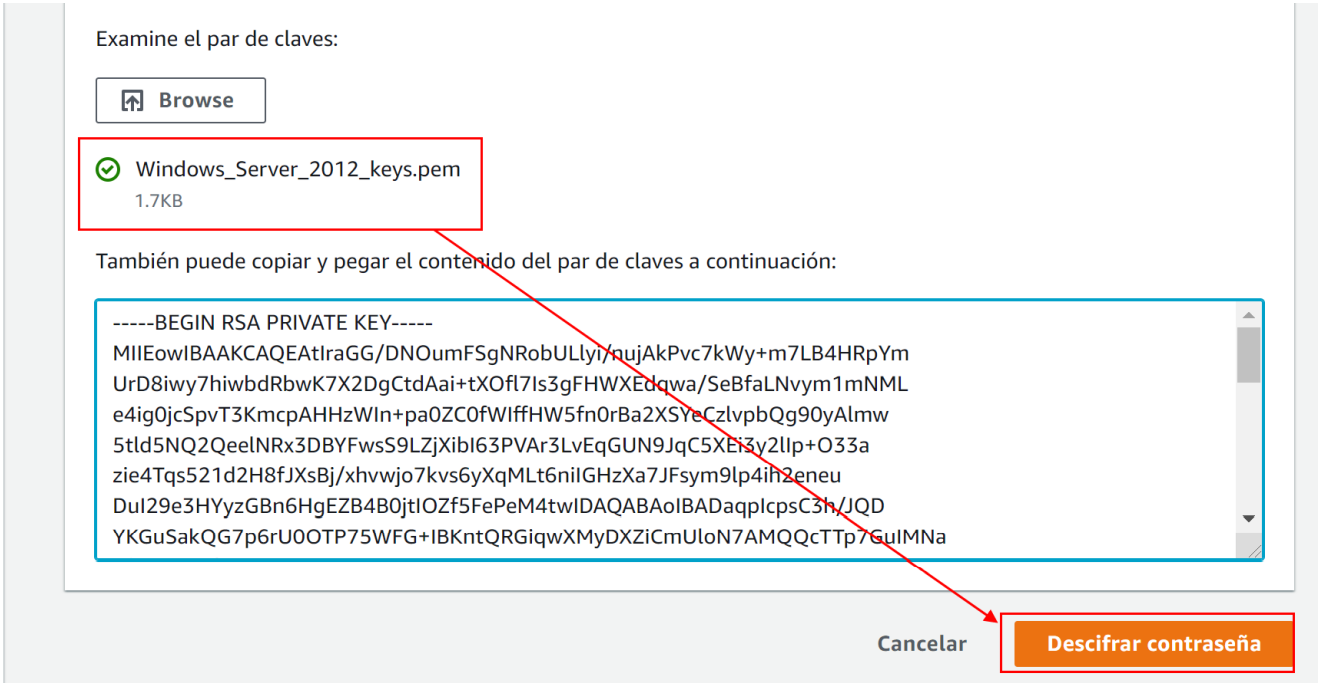 Examine el par de claves:
Browse
Windows_Server_2012_keys.pem
1.7KB
También puede copiar y pegar el contenido del par de claves a continuación:
-----BEGIN RSA PRIVATE KEY-----
MIIEowIBAAKCAQEAtIraGG/DNOumFSgNRobULlyi/nujAkPvc7kWy+m7LB4HRpYm
UrD8iwy7hiwbdRbwK7X2DgCtdAai+tXOfl7Is3gFHWXEdqwa/SeBfaLNvym1mNML
e4ig0jcSpvT3KmcpAHHzWIn+pa0ZC0fWIffHW5fn0rBa2XSYeCzlvpbQg90yAlmw
5tld5NQ2QeelNRx3DBYFwsS9LZjXibI63PVAr3LvEqGUN9JqC5XEi3y2lIp+O33a
zie4Tqs521d2H8fJXsBj/xhvwjo7kvs6yXqMLt6niIGHzXa7JFsym9lp4ih2eneu
DuI29e3HYyzGBn6HgEZB4B0jtIOZf5FePeM4twIDAQABAoIBADaqpIcpsC3h/JQD
YKGuSakQG7p6rU0OTP75WFG+IBKntQRGiqwXMyDXZiCmUloN7AMQQcTTp7GuIMNa
Cancelar
Descifrar contraseña